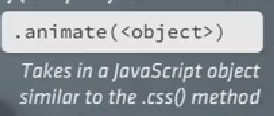 .animate(<object>)
Takes in a JavaScript object
similar to the .css() method